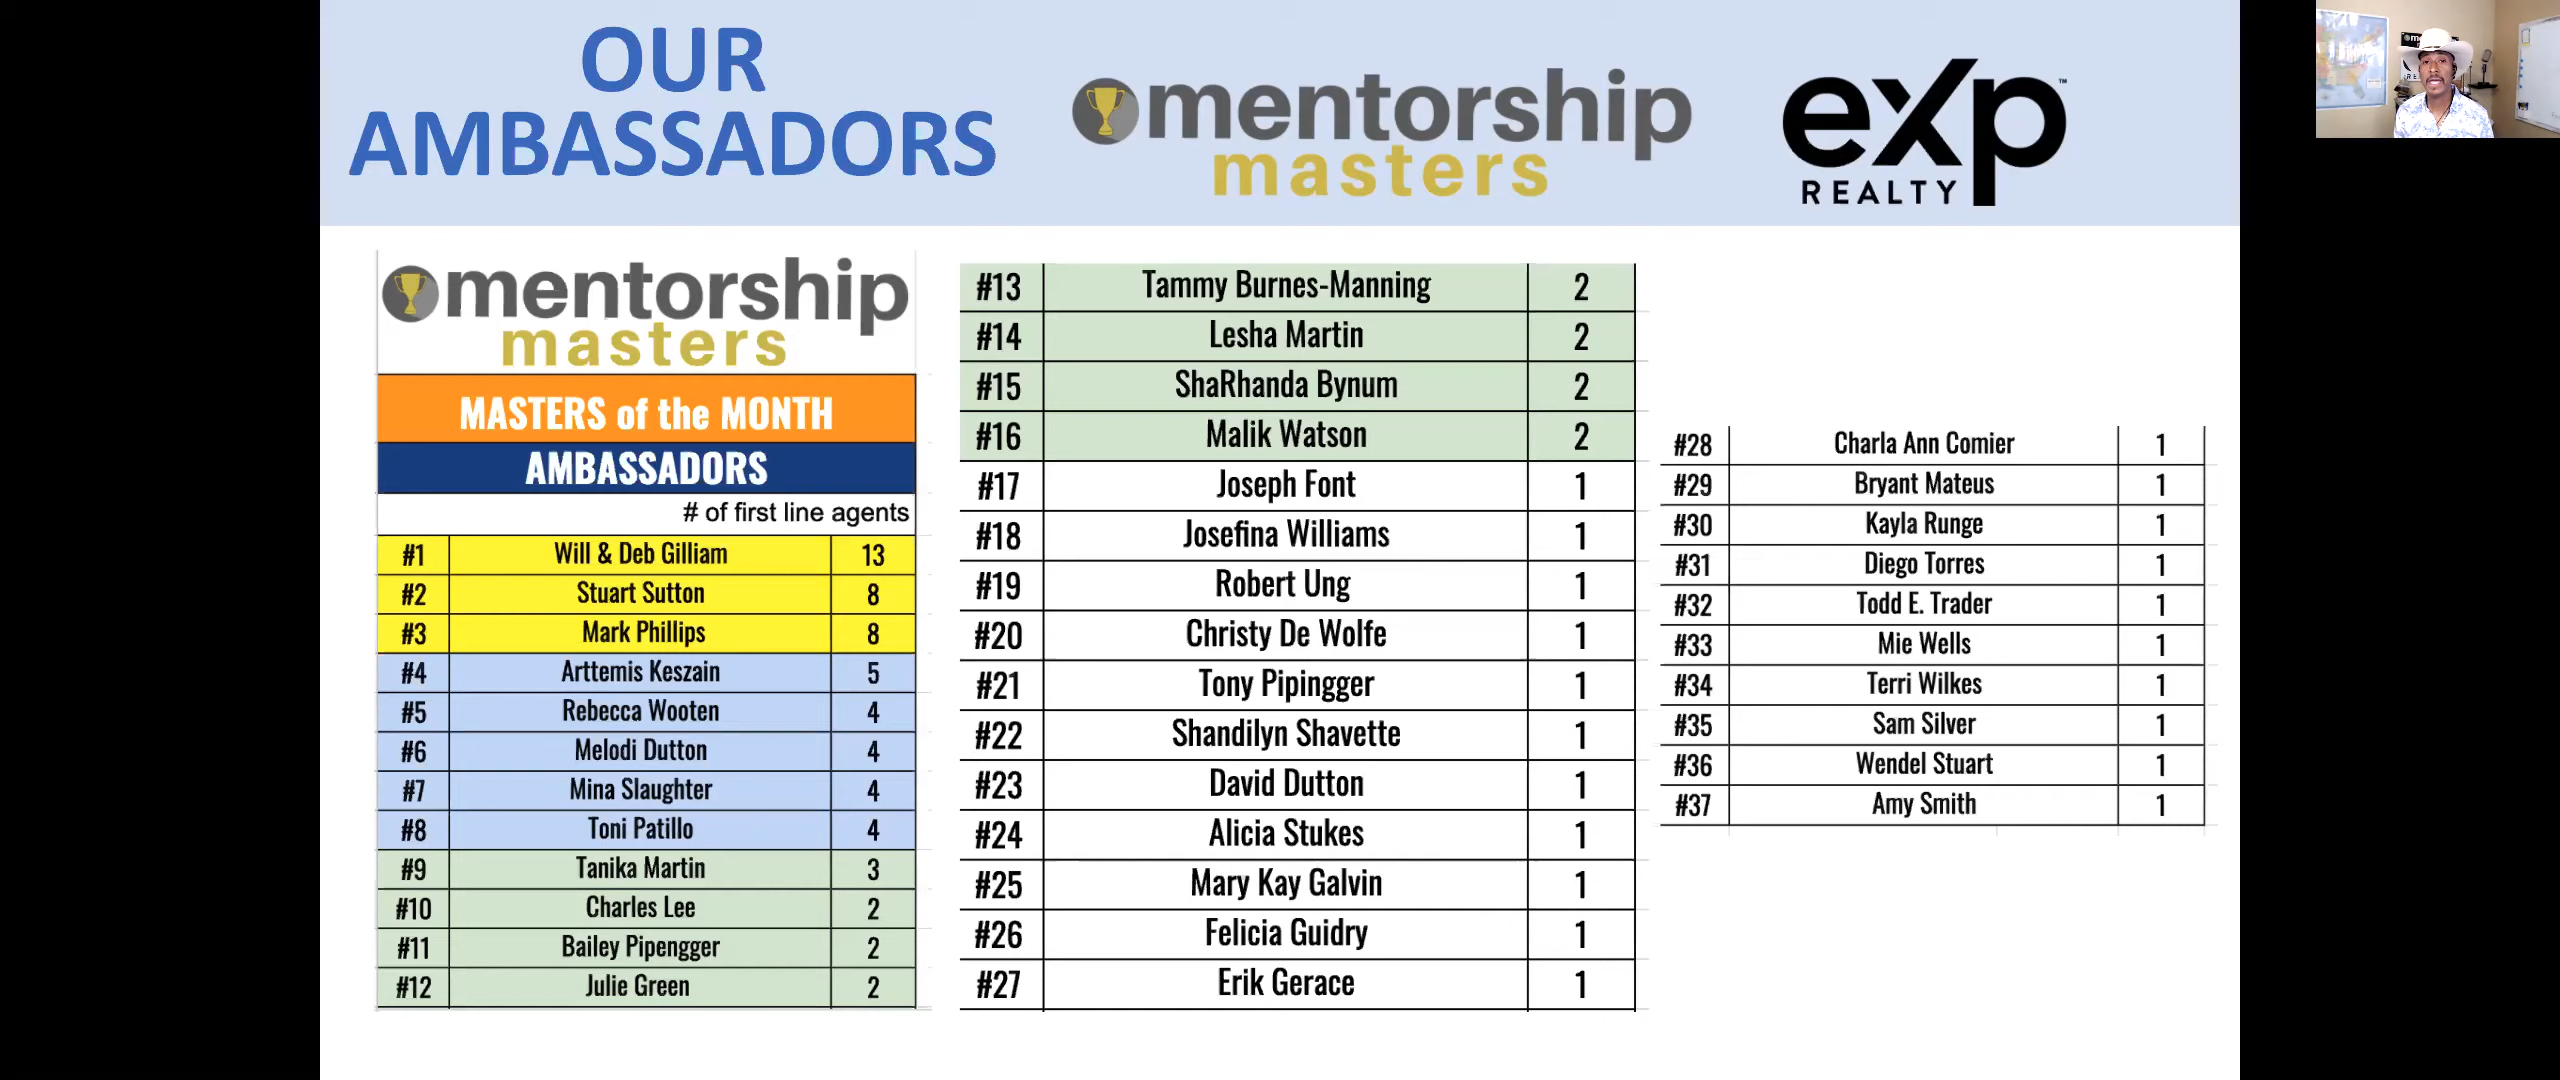 OUR
AMBASSADORS
mentorship
masters
eXp
REALTY
mentorship
masters
MASTERS of the MONTH
AMBASSADORS
# of first line agents
#1 Will & Deb Gilliam 13
#2 Stuart Sutton 8
#3 Mark Phillips 8
#4 Arttemis Keszain 5
#5 Rebecca Wooten 4
#6 Melodi Dutton 4
#7 Mina Slaughter 4
#8 Toni Patillo 4
#9 Tanika Martin 3
#10 Charles Lee 2
#11 Bailey Pipengger 2
#12 Julie Green 2
#13 Tammy Burnes-Manning 2
#14 Lesha Martin 2
#15 ShaRhanda Bynum 2
#16 Malik Watson 2
#17 Joseph Font 1
#18 Josefina Williams 1
#19 Robert Ung 1
#20 Christy De Wolfe 1
#21 Tony Pipingger 1
#22 Shandilyn Shavette 1
#23 David Dutton 1
#24 Alicia Stukes 1
#25 Mary Kay Galvin 1
#26 Felicia Guidry 1
#27 Erik Gerace 1
#28 Charla Ann Comier 1
#29 Bryant Mateus 1
#30 Kayla Runge 1
#31 Diego Torres 1
#32 Todd E. Trader 1
#33 Mie Wells 1
#34 Terri Wilkes 1
#35 Sam Silver 1
#36 Wendel Stuart 1
#37 Amy Smith 1